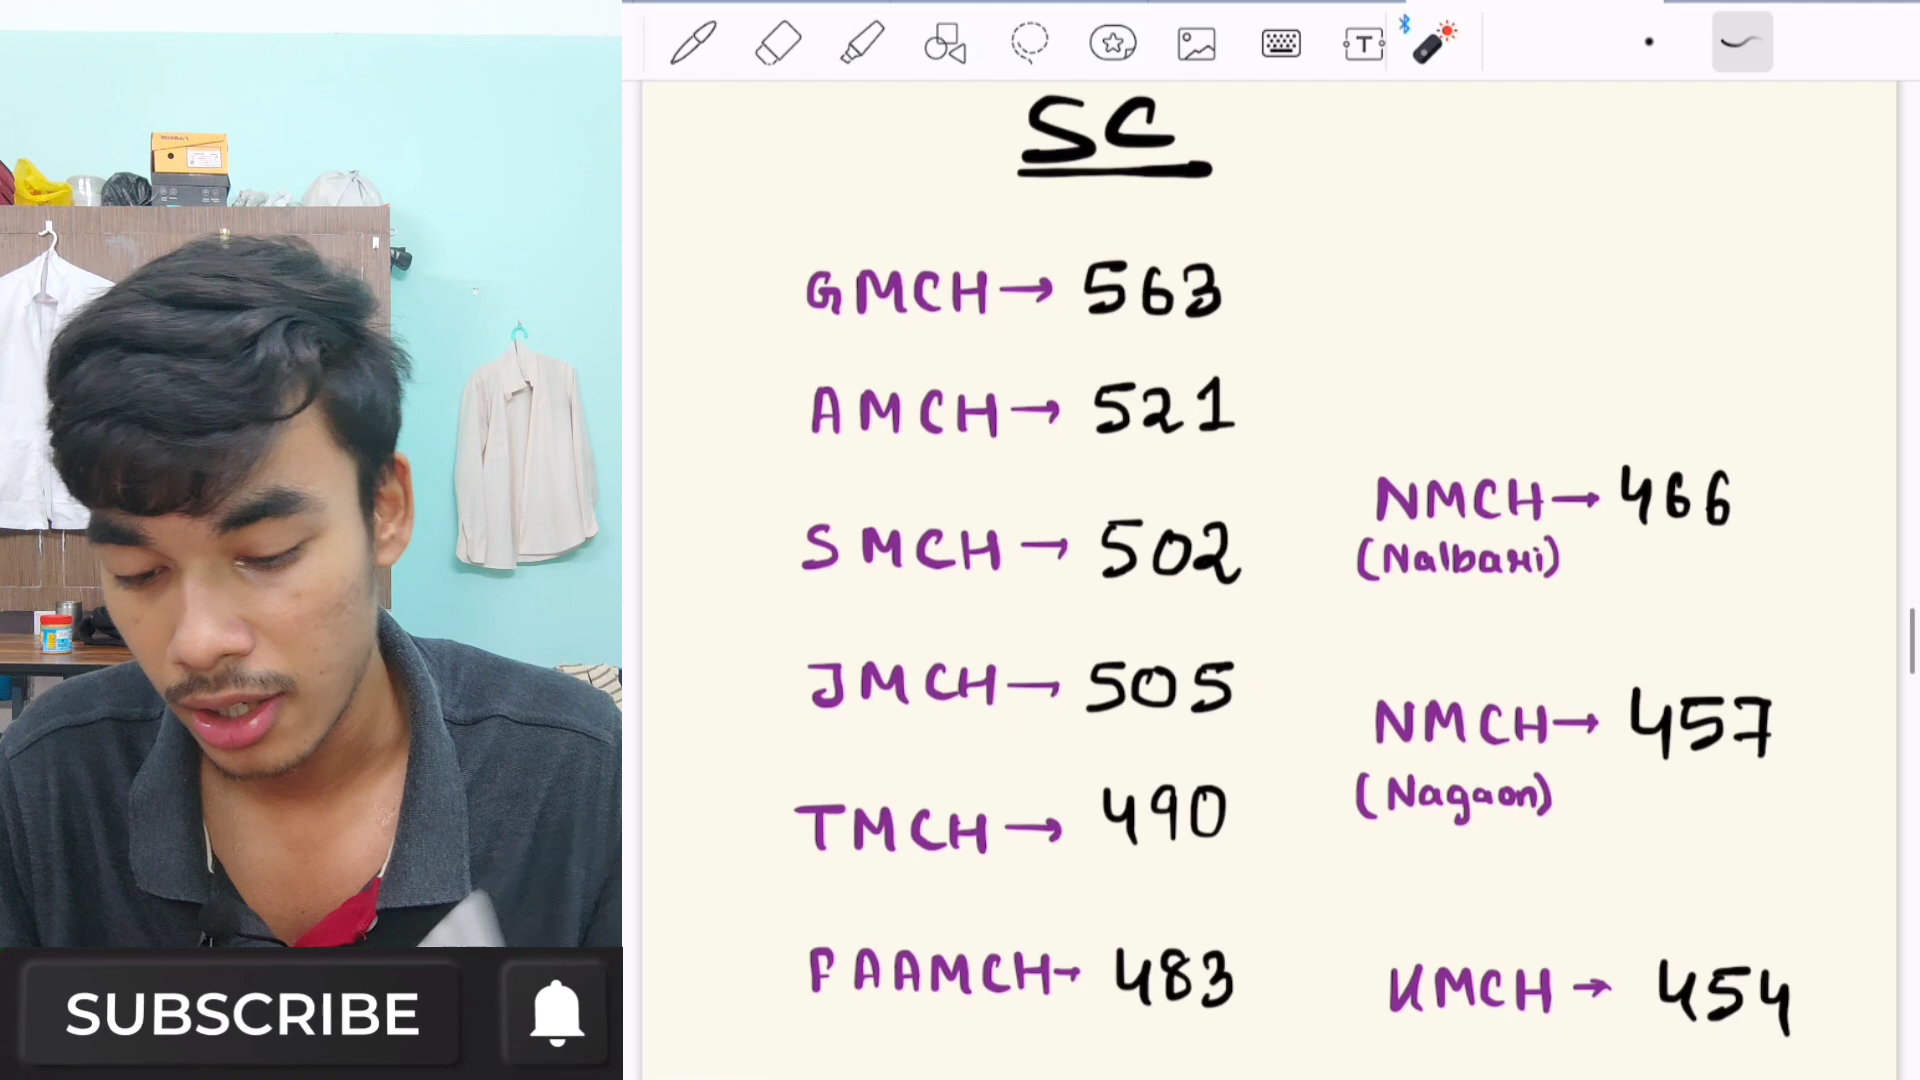 SC
GMCH → 563
AMCH → 521
SMCH → 502
JMCH → 505
TMCH → 490
FAAMCH → 483
NMCH → 466
(Nalbari)
NMCH → 457
(Nagaon)
KMCH → 454
T
SUBSCRIBE